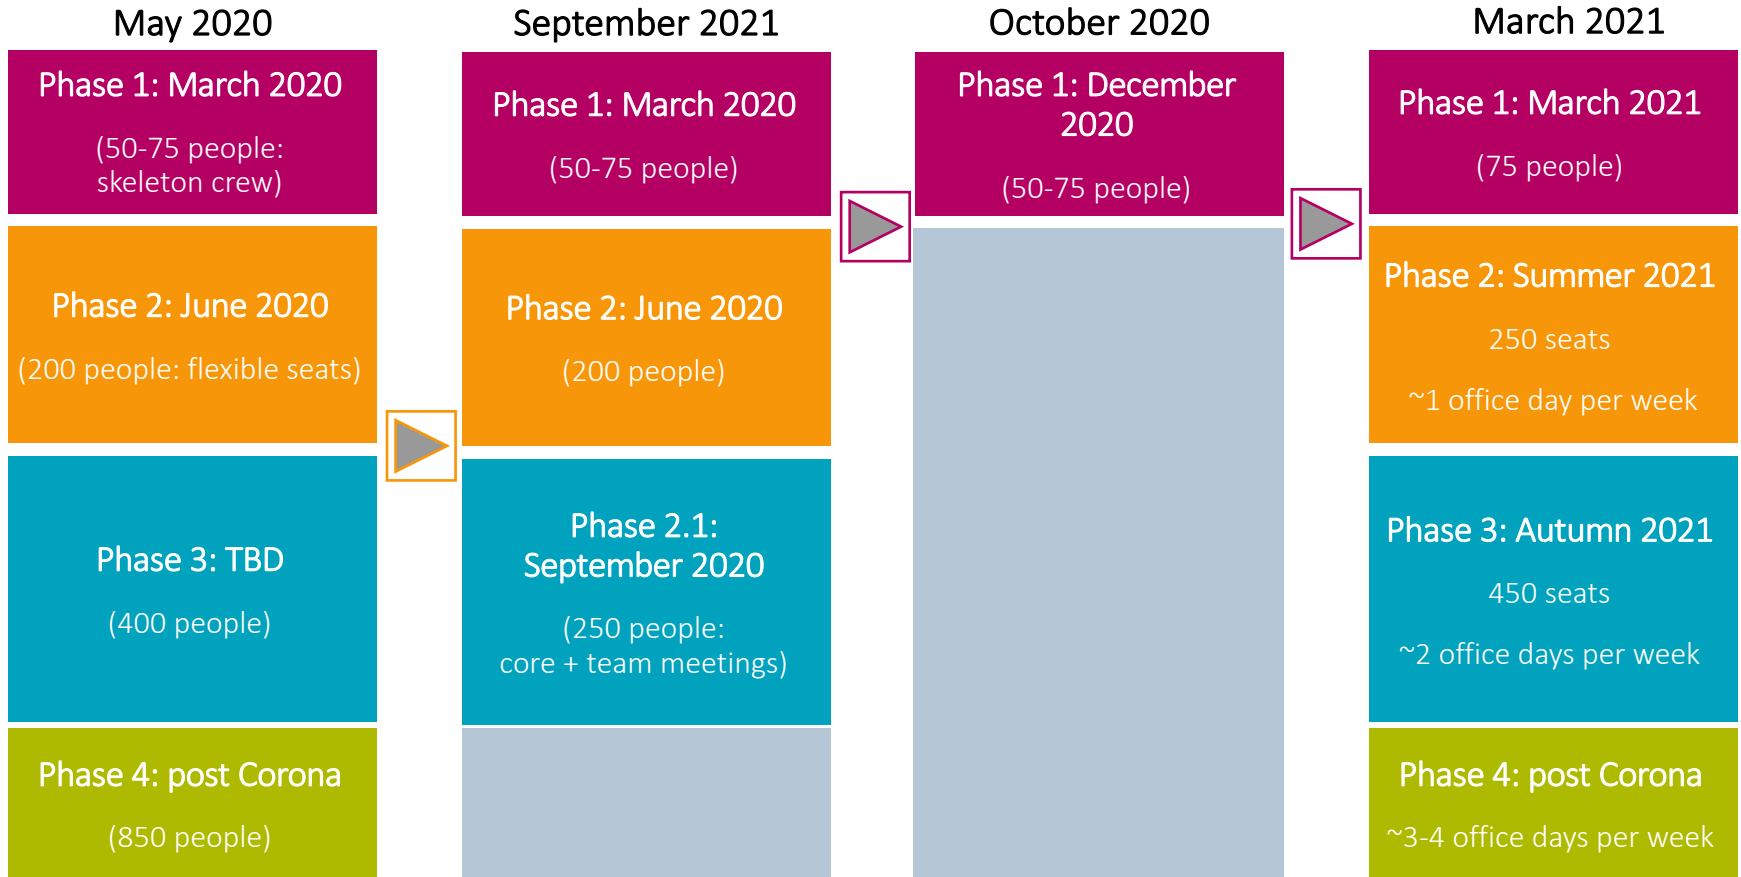 May 2020
Phase 1: March 2020
(50-75 people:
skeleton crew)
Phase 2: June 2020
(200 people: flexible seats)
Phase 3: TBD
(400 people)
Phase 4: post Corona
(850 people)
September 2021
Phase 1: March 2020
(50-75 people)
Phase 2: June 2020
(200 people)
Phase 2.1:
September 2020
(250 people:
core + team meetings)
October 2020
Phase 1: December
2020
(50-75 people)
March 2021
Phase 1: March 2021
(75 people)
Phase 2: Summer 2021
250 seats
~1 office day per week
Phase 3: Autumn 2021
450 seats
~2 office days per week
Phase 4: post Corona
~3-4 office days per week